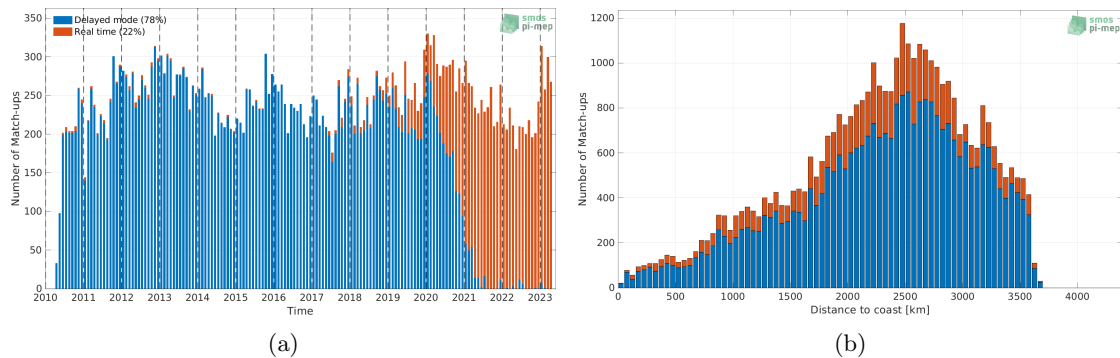 350
300
250
200
150
100
50
0
Number of Match-ups
Delayed mode (78%)
Real time (22%)
smos
pi-mep
2010 2011 2012 2013 2014 2015 2016 2017 2018 2019 2020 2021 2022 2023
Time
(a)
1200
1000
800
600
400
200
0
Number of Match-ups
smos
pi-mep
0 500 1000 1500 2000 2500 3000 3500 4000
Distance to coast [km]
(b)